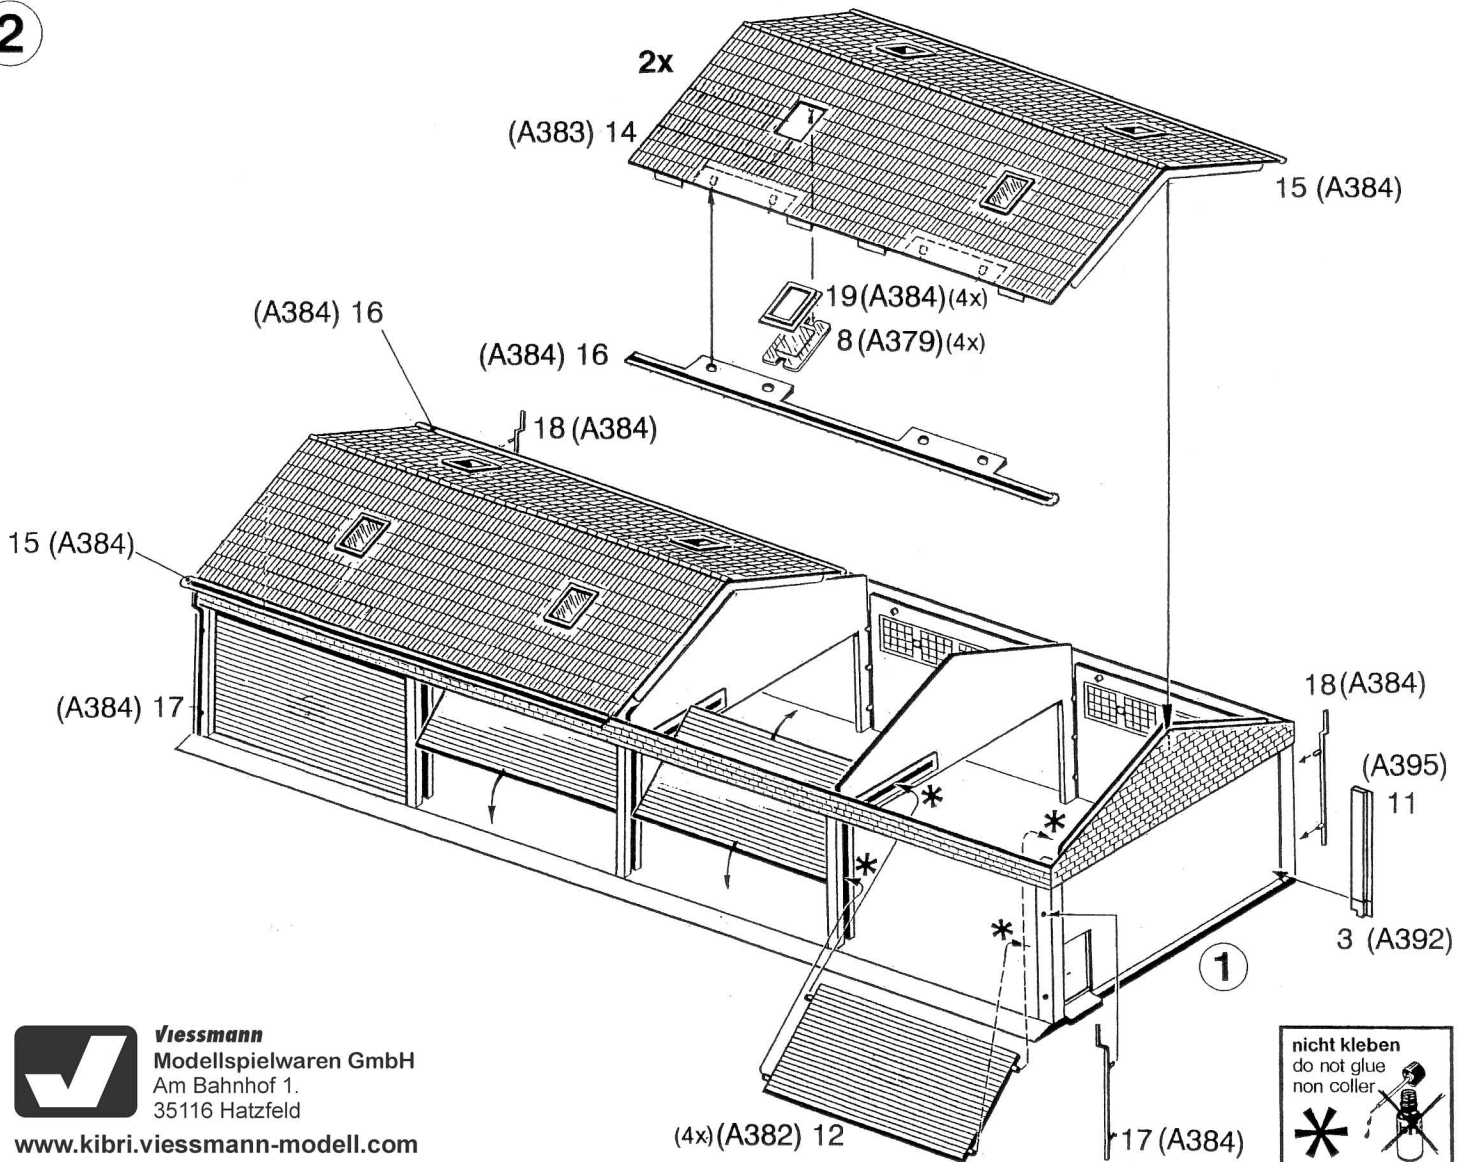 2
2x
(A383) 14
15 (A384)
19 (A384) (4x)
8 (A379) (4x)
(A384) 16
(A384) 16
18 (A384)
15 (A384)
(A384) 17
18 (A384)
(A395)
11
3 (A392)
*
*
*
*
1
(4x) (A382) 12
17 (A384)
Viessmann
Modellspielwaren GmbH
Am Bahnhof 1.
35116 Hatzfeld
www.kibri.viessmann-modell.com
nicht kleben
do not glue
non coller
*